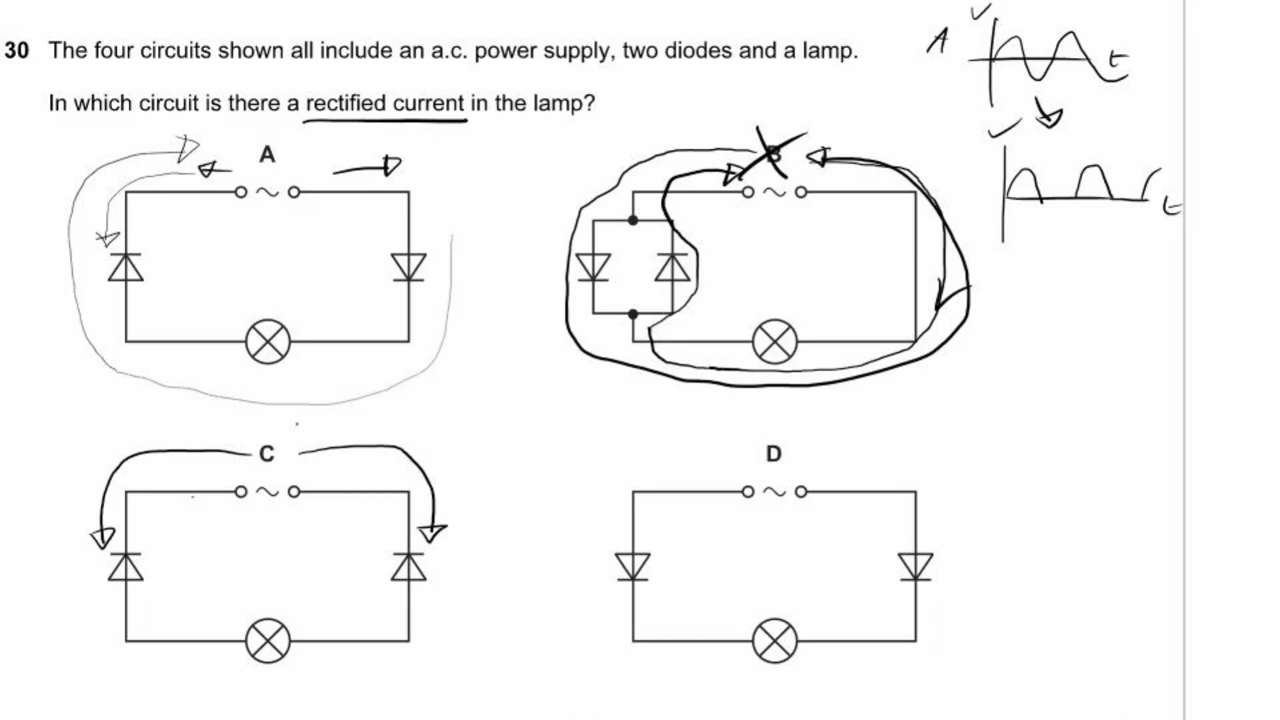 30 The four circuits shown all include an a.c. power supply, two diodes and a lamp.
In which circuit is there a rectified current in the lamp?
A
t
t
A
B
C
D